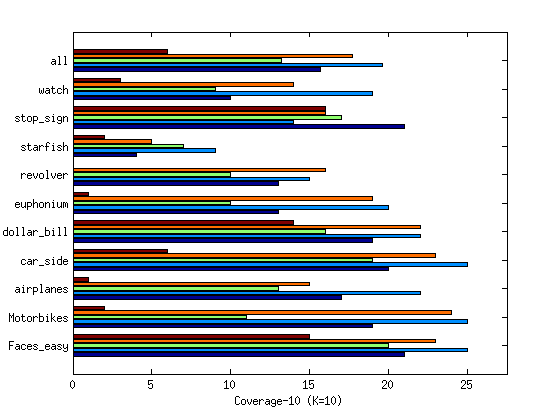 all
watch
stop_sign
starfish
revolver
euphonium
dollar_bill
car_side
airplanes
Motorbikes
Faces_easy
0 5 10 15 20 25
Coverage-10 (K=10)